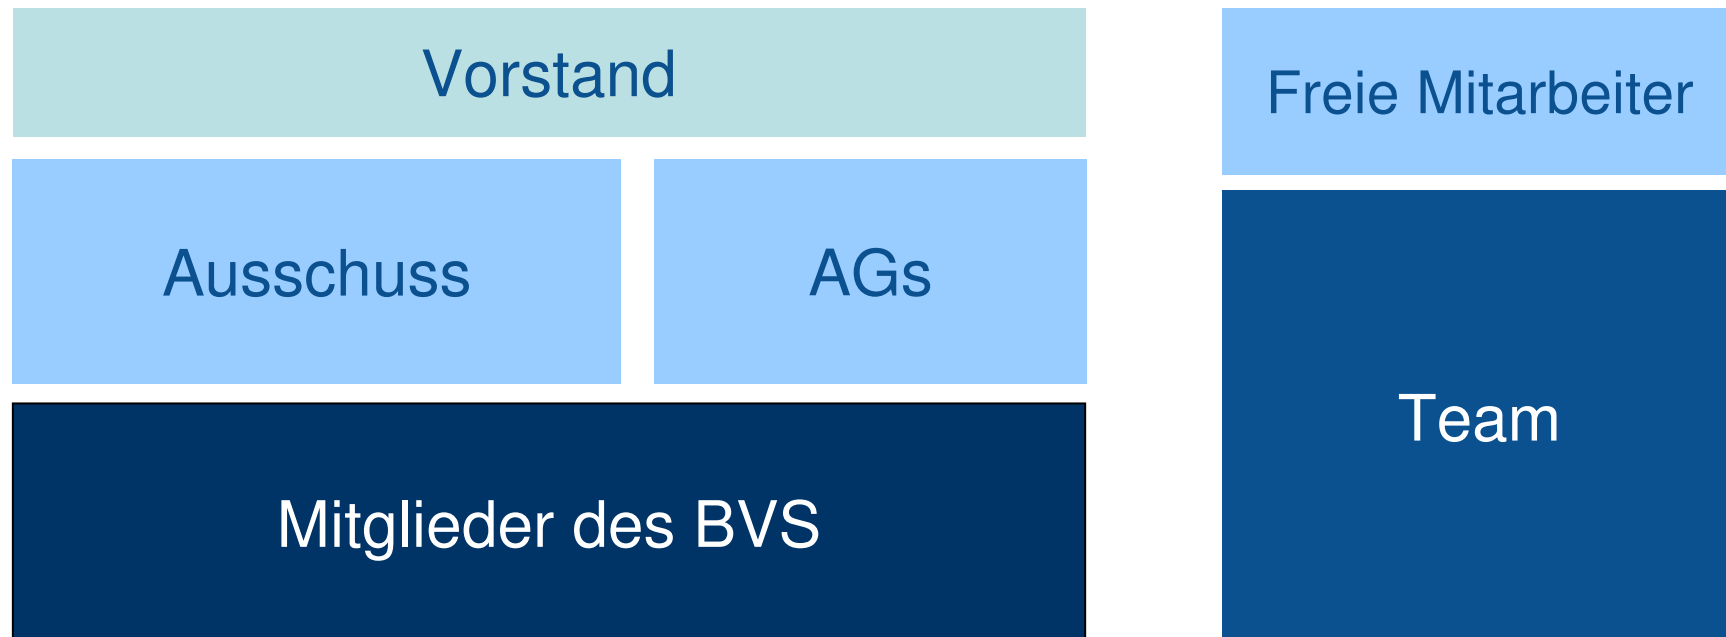 Vorstand
Ausschuss
AGs
Mitglieder des BVS
Freie Mitarbeiter
Team